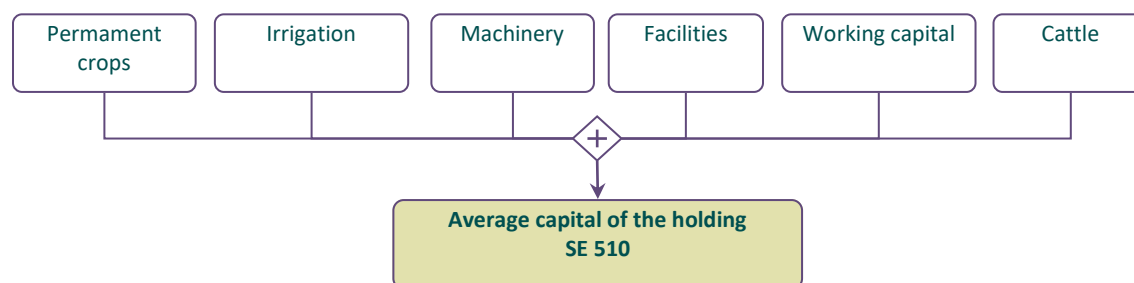 Permament
crops
Irrigation
Machinery
Facilities
Working capital
Cattle
+
Average capital of the holding
SE 510